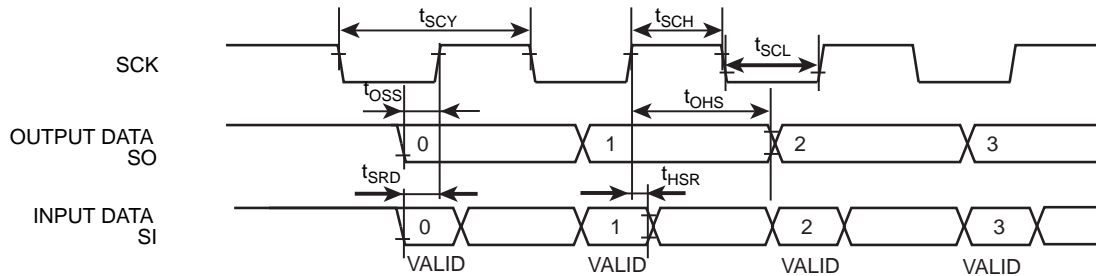 tSCY
tSCH
SCK
tSCL
tOSS
tOHS
OUTPUT DATA
SO
0
1
2
3
tSRD
tHSR
INPUT DATA
SI
0
1
2
3
VALID
VALID
VALID
VALID